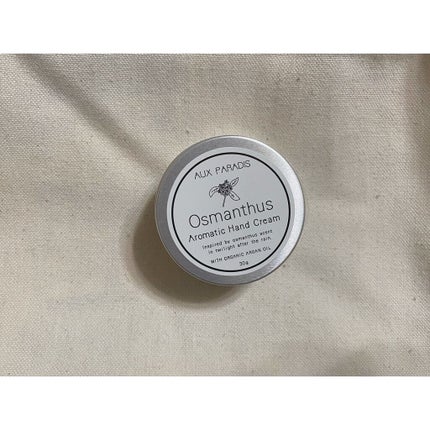 AUX PARADIS
Osmanthus
Aromatic Hand Cream
Inspired by osmanthus scent
in twilight after the rain.
WITH ORGANIC ARGAN OIL
30g